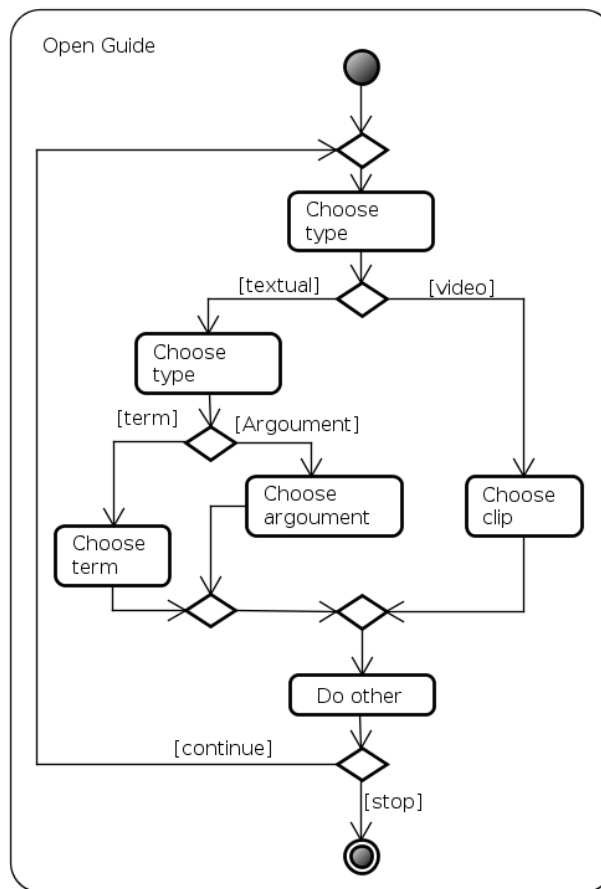 Open Guide
Choose
type
[textual]
[video]
Choose
type
[term]
[Argoument]
Choose
argoument
Choose
clip
Choose
term
Do other
[continue]
[stop]